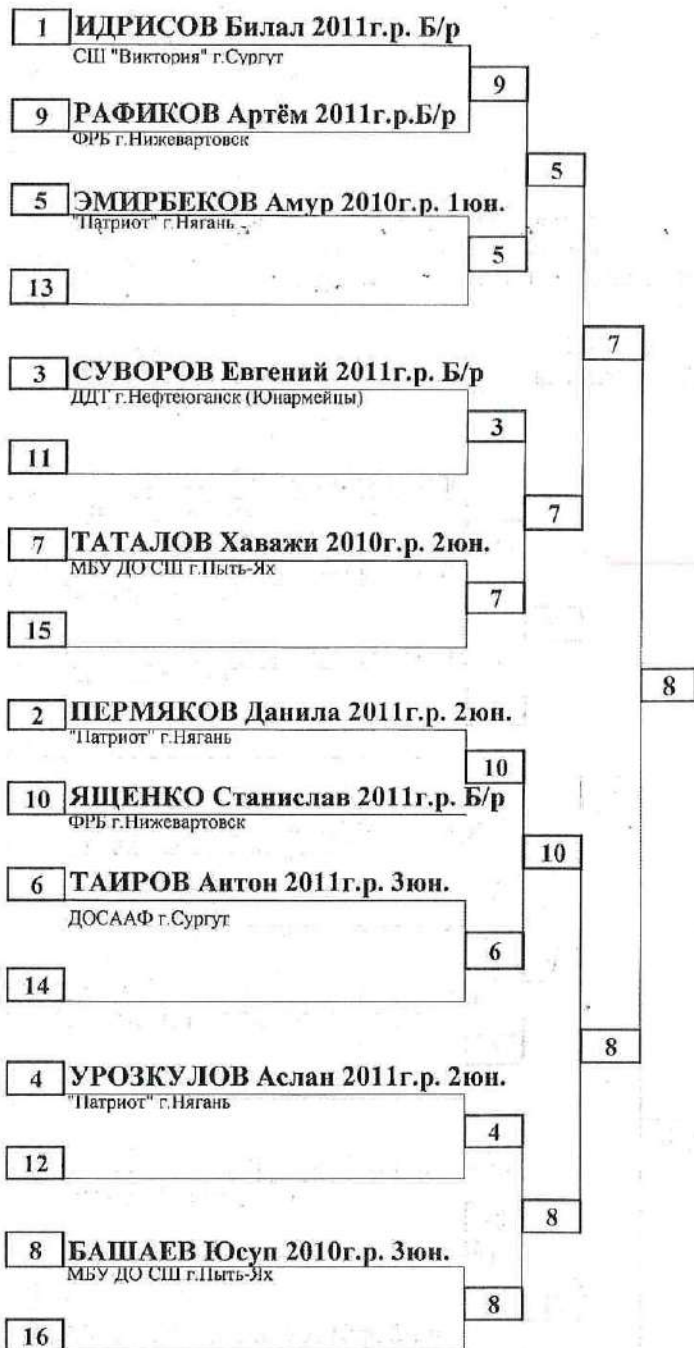 1 ИДРИСОВ Билал 2011г.р. Б/р
СШ "Виктория" г.Сургут
9
9 РАФИКОВ Артём 2011г.р.Б/р
ФРБ г.Нижевартовск
5
5 ЭМИРБЕКОВ Амур 2010г.р. 1юн.
"Патриот" г.Нягань
5
13
7
3 СУВОРОВ Евгений 2011г.р. Б/р
ДДТ г.Нефтеюганск (Юнармейцы)
3
11
7
7 ТАТАЛОВ Хаважи 2010г.р. 2юн.
МБУ ДО СШ г.Пыть-Ях
7
15
8
2 ПЕРМЯКОВ Данила 2011г.р. 2юн.
"Патриот" г.Нягань
10
10 ЯЩЕНКО Станислав 2011г.р. Б/р
ФРБ г.Нижевартовск
10
6 ТАИРОВ Антон 2011г.р. 3юн.
ДОСААФ г.Сургут
6
14
8
4 УРОЗКУЛОВ Аслан 2011г.р. 2юн.
"Патриот" г.Нягань
4
12
8
8 БАШАЕВ Юсуп 2010г.р. 3юн.
МБУ ДО СШ г.Пыть-Ях
8
16